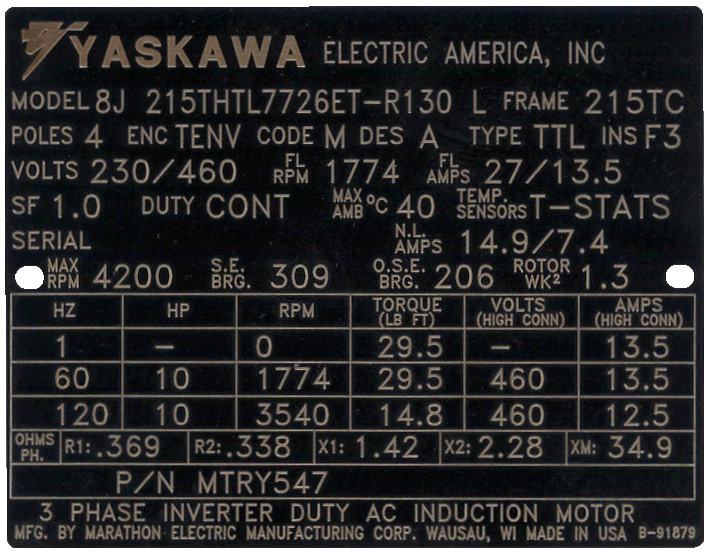 YASKAWA ELECTRIC AMERICA, INC
MODEL 8J 215THTL7726ET-R130 L FRAME 215TC
POLES 4 ENC TENV CODE M DES A TYPE TTL INS F3
VOLTS 230/460 FL RPM 1774 FL AMPS 27/13.5
SF 1.0 DUTY CONT MAX AMB °C 40 TEMP. SENSORS T-STATS
SERIAL N.L. AMPS 14.9/7.4
MAX RPM 4200 S.E. BRG. 309 O.S.E. BRG. 206 ROTOR WK² 1.3
HZ HP RPM TORQUE (LB FT) VOLTS (HIGH CONN) AMPS (HIGH CONN)
1 – 0 29.5 – 13.5
60 10 1774 29.5 460 13.5
120 10 3540 14.8 460 12.5
OHMS PH. R1: .369 R2: .338 X1: 1.42 X2: 2.28 XM: 34.9
P/N MTRY547
3 PHASE INVERTER DUTY AC INDUCTION MOTOR
MFG. BY MARATHON ELECTRIC MANUFACTURING CORP. WAUSAU, WI MADE IN USA B-91879